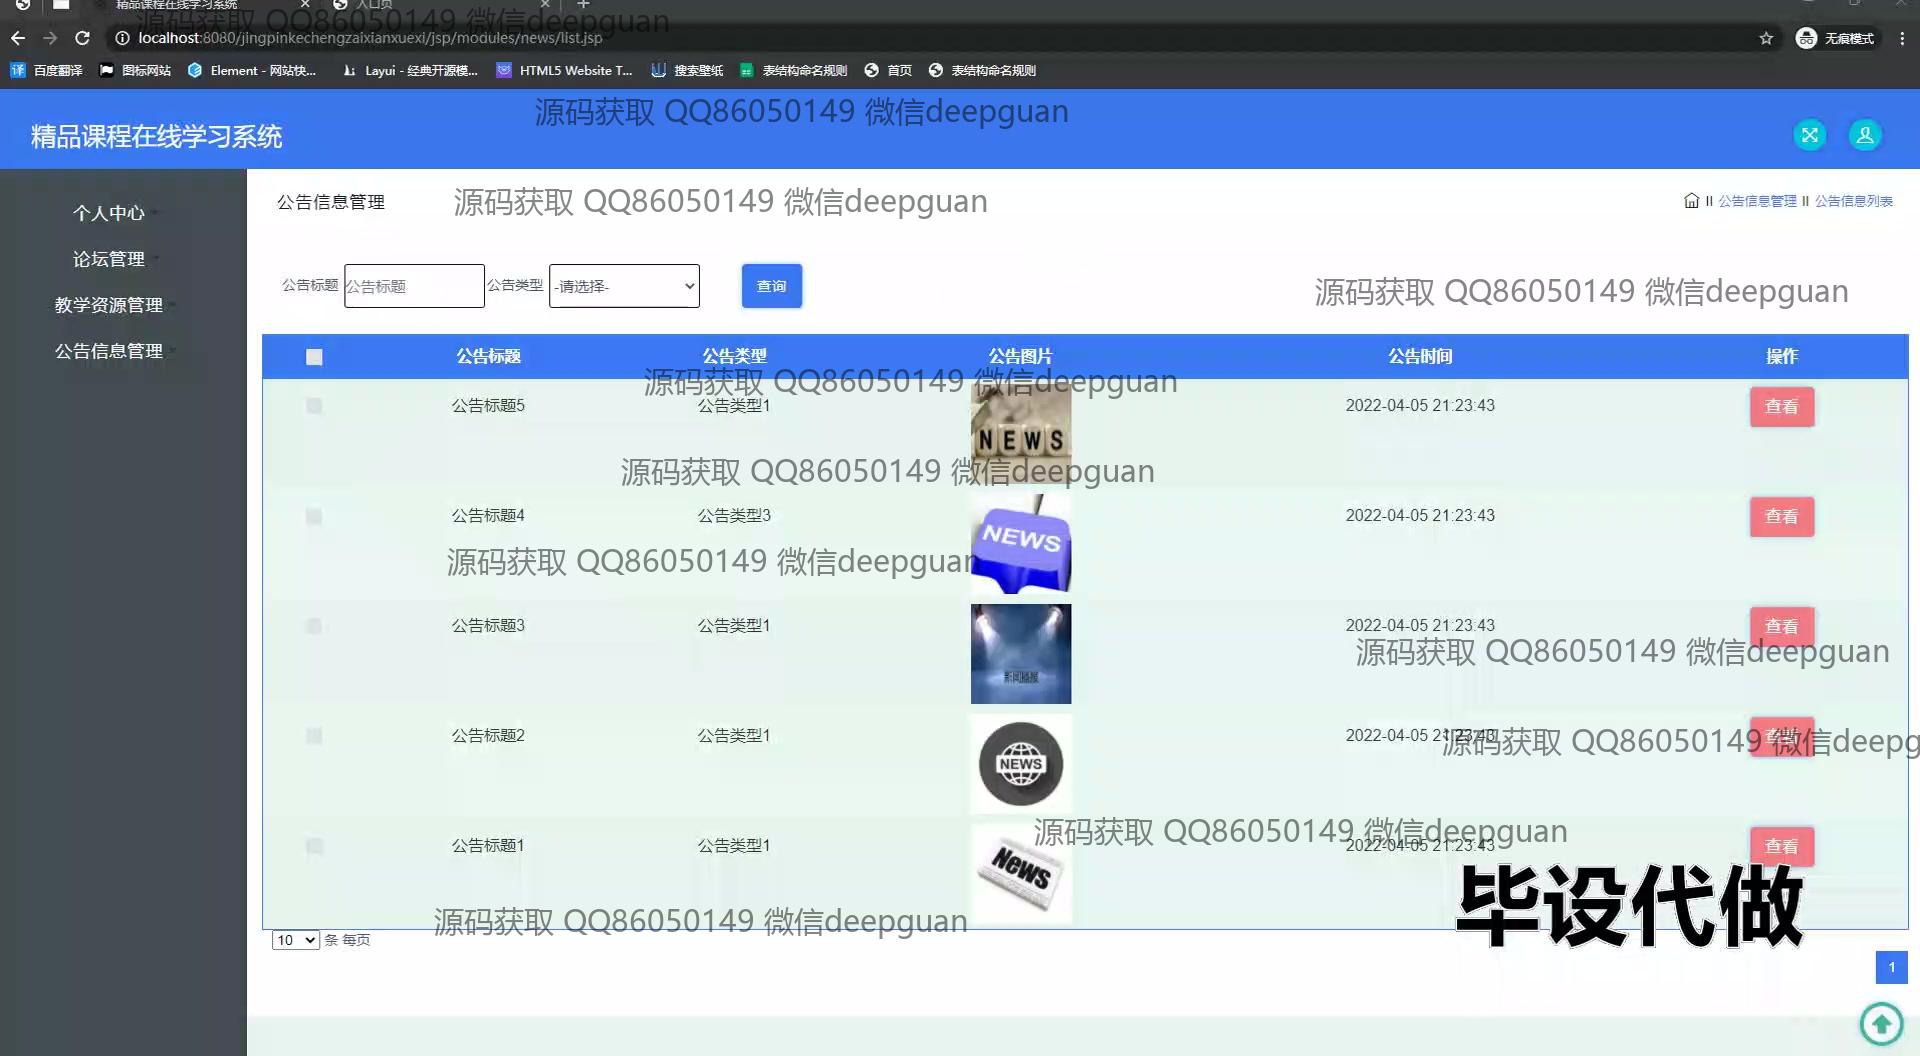 精品课程在线学习系统
入口页
源码获取 QQ86050149 微信deepguan
localhost:8080/jingpinkechengzaixianxuexi/jsp/modules/news/list.jsp
无痕模式
百度翻译
图标网站
Element - 网站快...
Layui - 经典开源模...
HTML5 Website T...
搜索壁纸
表结构命名规则
首页
表结构命名规则
源码获取 QQ86050149 微信deepguan
精品课程在线学习系统
个人中心
论坛管理
教学资源管理
公告信息管理
公告信息管理
源码获取 QQ86050149 微信deepguan
公告信息管理 公告信息列表
公告标题 公告标题 公告类型 -请选择- 查询
源码获取 QQ86050149 微信deepguan
公告标题 公告类型 公告图片 公告时间 操作
源码获取 QQ86050149 微信deepguan
公告标题5 公告类型1 NEWS 2022-04-05 21:23:43 查看
源码获取 QQ86050149 微信deepguan
公告标题4 公告类型3 NEWS 2022-04-05 21:23:43 查看
源码获取 QQ86050149 微信deepguan
公告标题3 公告类型1 2022-04-05 21:23:43 查看
源码获取 QQ86050149 微信deepguan
公告标题2 公告类型1 NEWS 2022-04-05 21:23:43 查看
源码获取 QQ86050149 微信deepg
源码获取 QQ86050149 微信deepguan
公告标题1 公告类型1 News 2022-04-05 21:23:43 查看
毕设代做
源码获取 QQ86050149 微信deepguan
10 条 每页
1